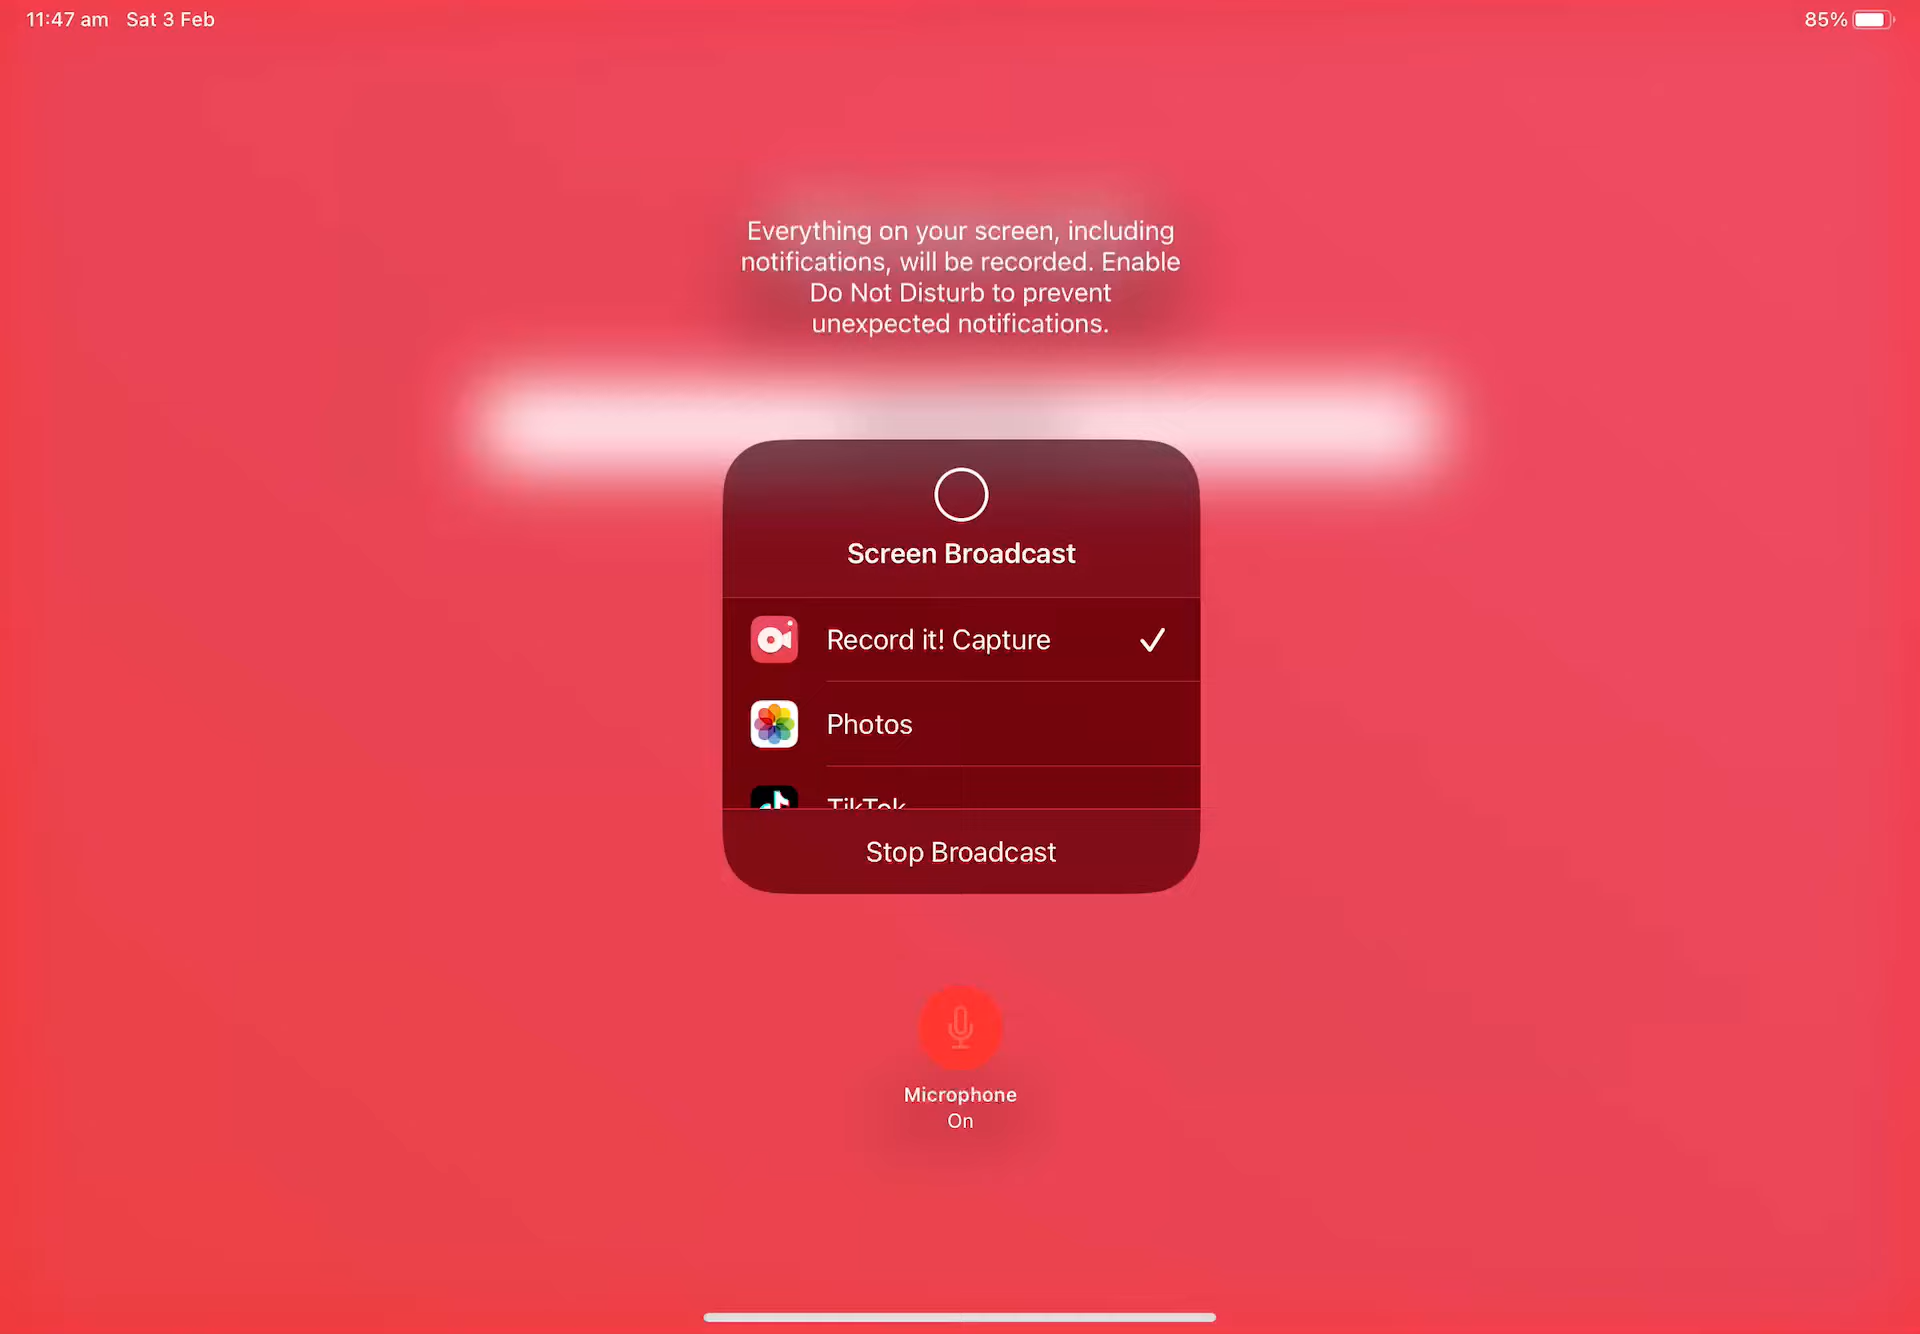 11:47 am Sat 3 Feb
85%
Everything on your screen, including
notifications, will be recorded. Enable
Do Not Disturb to prevent
unexpected notifications.
Screen Broadcast
Record it! Capture
Photos
TikTok
Stop Broadcast
Microphone
On